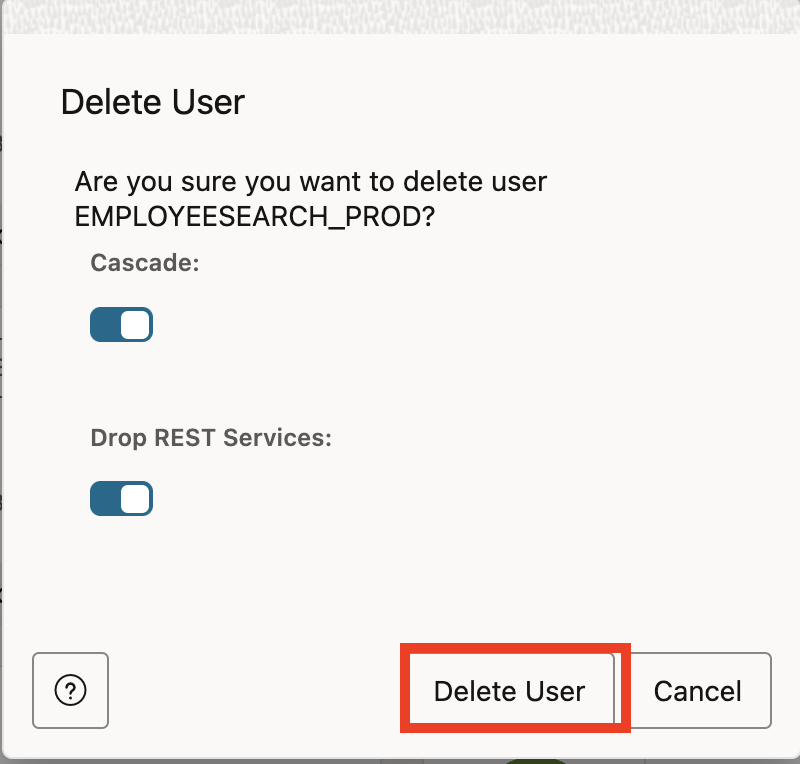 Delete User
Are you sure you want to delete user
EMPLOYEESEARCH_PROD?
Cascade:
Drop REST Services:
?
Delete User
Cancel